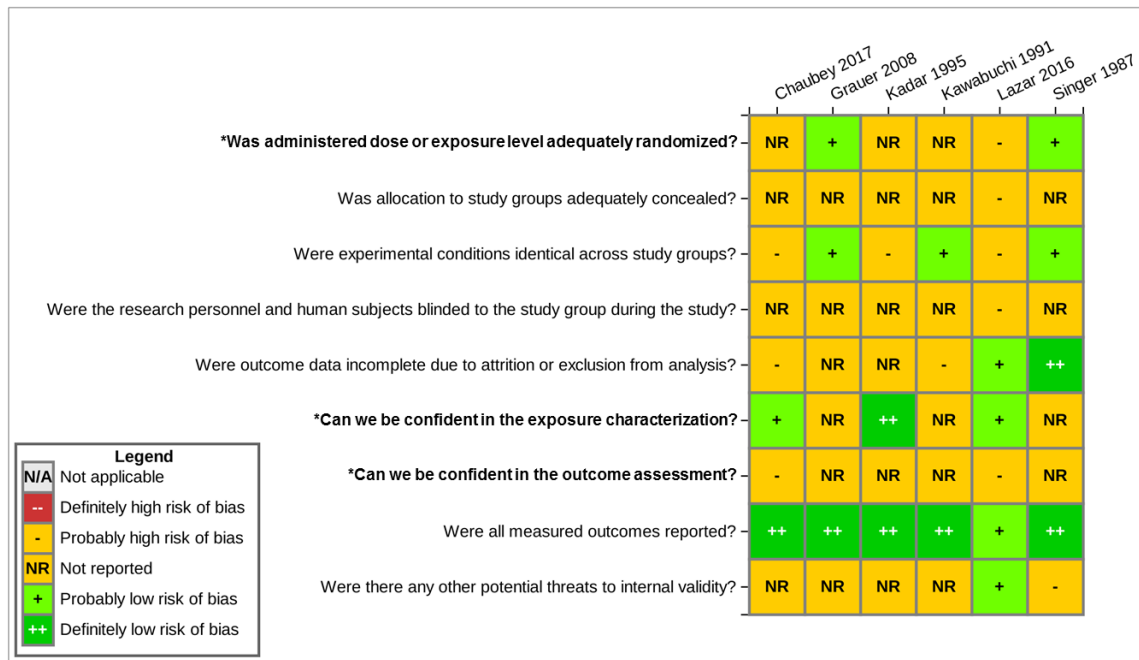 Chaubey 2017
Grauer 2008
Kadar 1995
Kawabuchi 1991
Lazar 2016
Singer 1987
*Was administered dose or exposure level adequately randomized? NR + NR NR - +
Was allocation to study groups adequately concealed? NR NR NR NR - NR
Were experimental conditions identical across study groups? - + - + - +
Were the research personnel and human subjects blinded to the study group during the study? NR NR NR NR - NR
Were outcome data incomplete due to attrition or exclusion from analysis? - NR NR - + ++
*Can we be confident in the exposure characterization? + NR ++ NR + NR
*Can we be confident in the outcome assessment? - NR NR NR - NR
Were all measured outcomes reported? ++ ++ ++ ++ + ++
Were there any other potential threats to internal validity? NR NR NR NR + -
Legend
N/A Not applicable
-- Definitely high risk of bias
- Probably high risk of bias
NR Not reported
+ Probably low risk of bias
++ Definitely low risk of bias